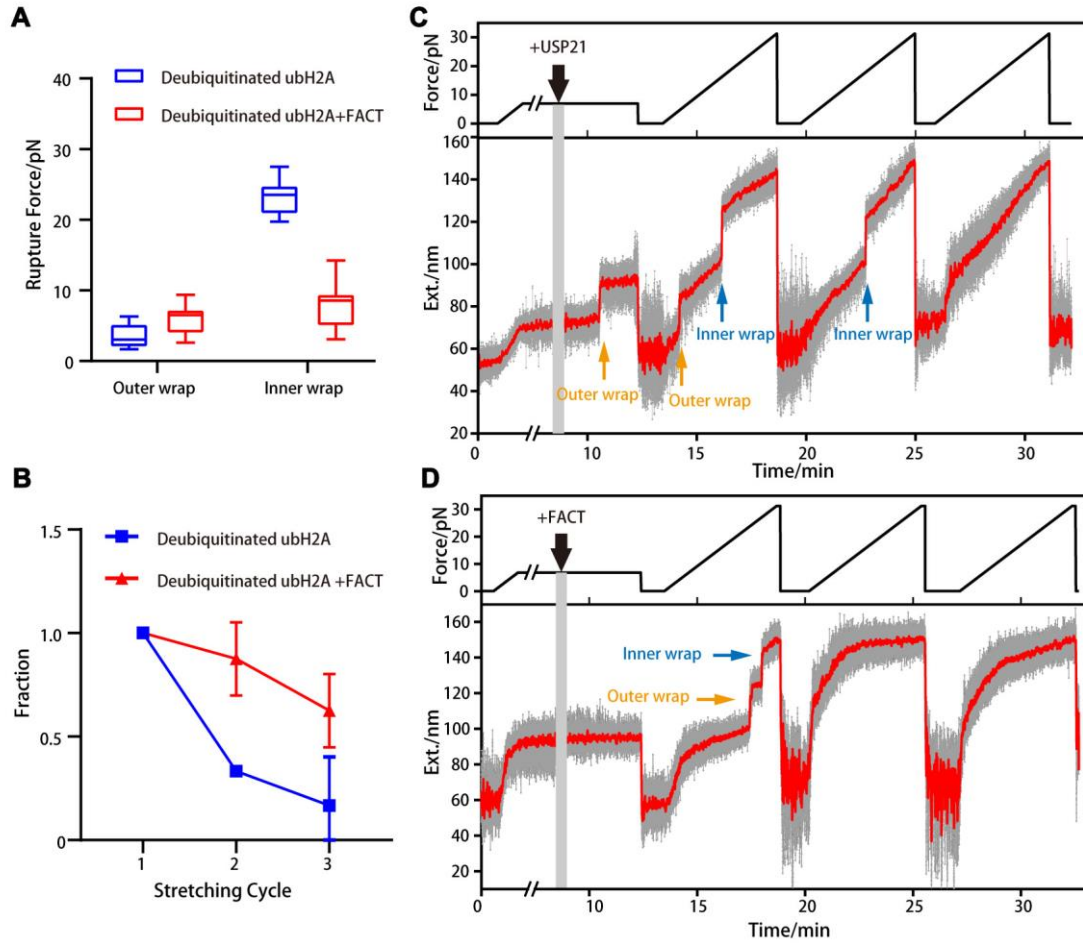 A
Rupture Force/pN
40
30
20
10
0
Deubiquitinated ubH2A
Deubiquitinated ubH2A+FACT
Outer wrap
Inner wrap
B
Fraction
1.5
1.0
0.5
0
Deubiquitinated ubH2A
Deubiquitinated ubH2A +FACT
1 2 3
Stretching Cycle
C
Force/pN
30
20
10
0
+USP21
Ext./nm
160
140
120
100
80
60
40
20
Inner wrap
Inner wrap
Outer wrap
Outer wrap
0 10 15 20 25 30
Time/min
D
Force/pN
30
20
10
0
+FACT
Ext./nm
160
140
120
100
80
60
40
20
Inner wrap
Outer wrap
0 10 15 20 25 30
Time/min